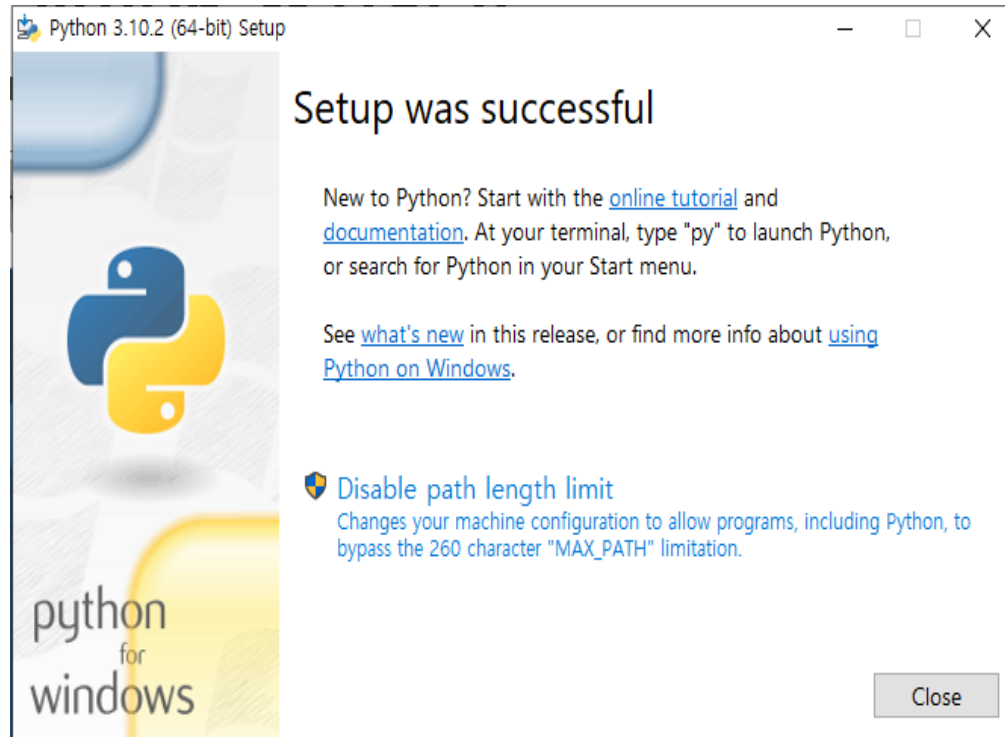 Python 3.10.2 (64-bit) Setup
Setup was successful
New to Python? Start with the online tutorial and
documentation. At your terminal, type "py" to launch Python,
or search for Python in your Start menu.
See what's new in this release, or find more info about using
Python on Windows.
Disable path length limit
Changes your machine configuration to allow programs, including Python, to
bypass the 260 character "MAX_PATH" limitation.
python
for
windows
Close